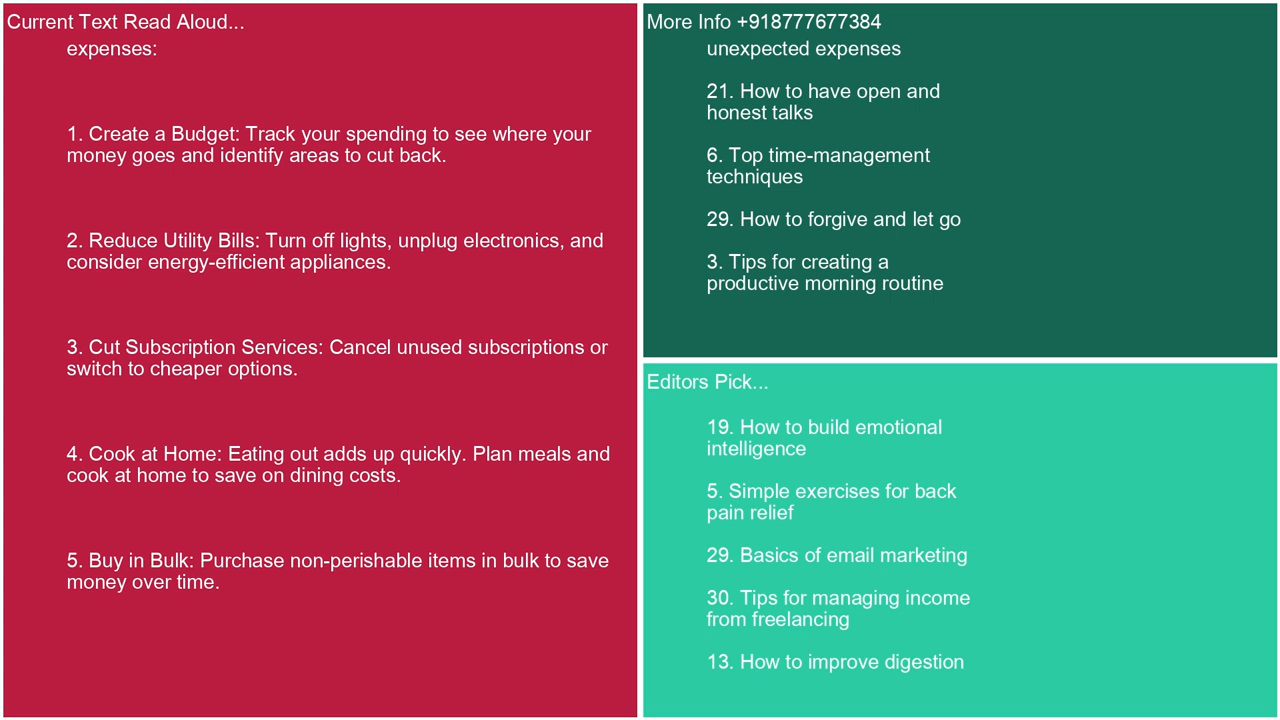 Current Text Read Aloud...
expenses:
1. Create a Budget: Track your spending to see where your
money goes and identify areas to cut back.
2. Reduce Utility Bills: Turn off lights, unplug electronics, and
consider energy-efficient appliances.
3. Cut Subscription Services: Cancel unused subscriptions or
switch to cheaper options.
4. Cook at Home: Eating out adds up quickly. Plan meals and
cook at home to save on dining costs.
5. Buy in Bulk: Purchase non-perishable items in bulk to save
money over time.
More Info +918777677384
unexpected expenses
21. How to have open and
honest talks
6. Top time-management
techniques
29. How to forgive and let go
3. Tips for creating a
productive morning routine
Editors Pick...
19. How to build emotional
intelligence
5. Simple exercises for back
pain relief
29. Basics of email marketing
30. Tips for managing income
from freelancing
13. How to improve digestion